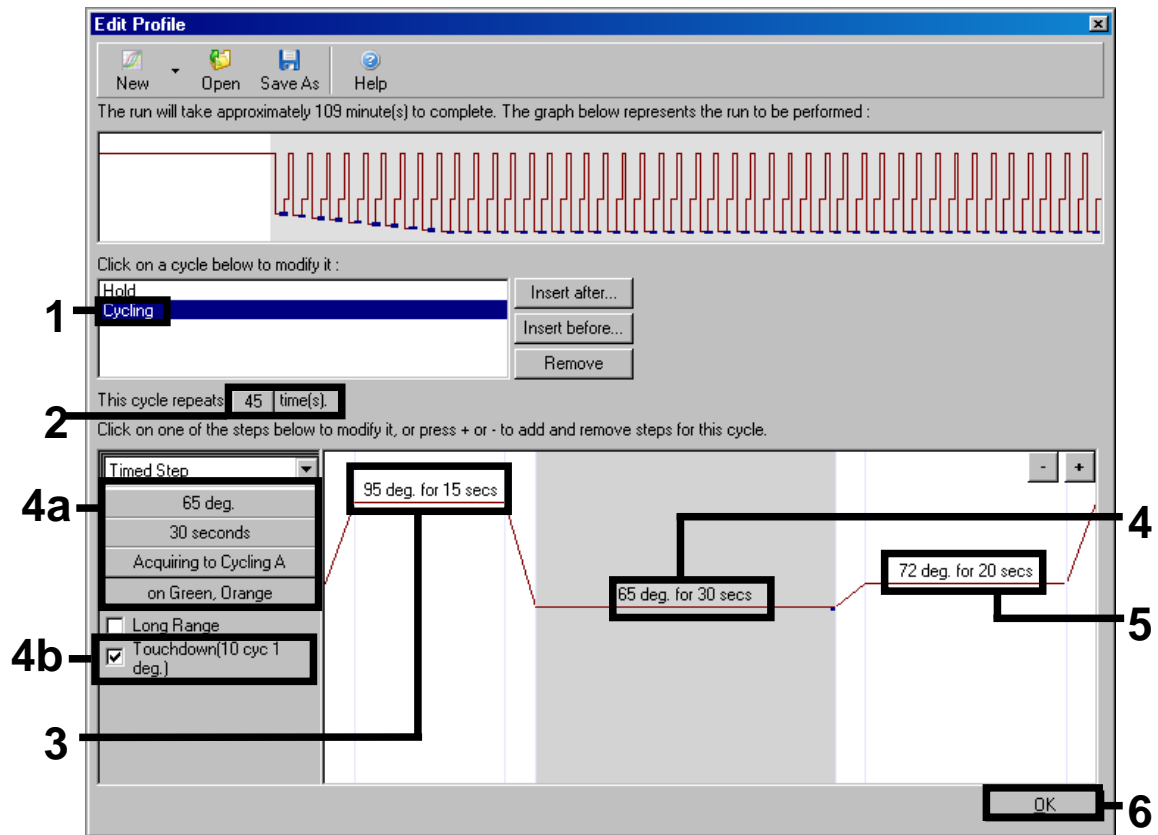 Edit Profile
New Open Save As Help
The run will take approximately 109 minute(s) to complete. The graph below represents the run to be performed :
Click on a cycle below to modify it :
Hold
1 Cycling
Insert after...
Insert before...
Remove
2 This cycle repeats 45 time(s).
Click on one of the steps below to modify it, or press + or - to add and remove steps for this cycle.
Timed Step
- +
4a
65 deg.
30 seconds
Acquiring to Cycling A
on Green, Orange
Long Range
4b Touchdown(10 cyc 1
deg.)
95 deg. for 15 secs
3
65 deg. for 30 secs
4
72 deg. for 20 secs
5
OK
6